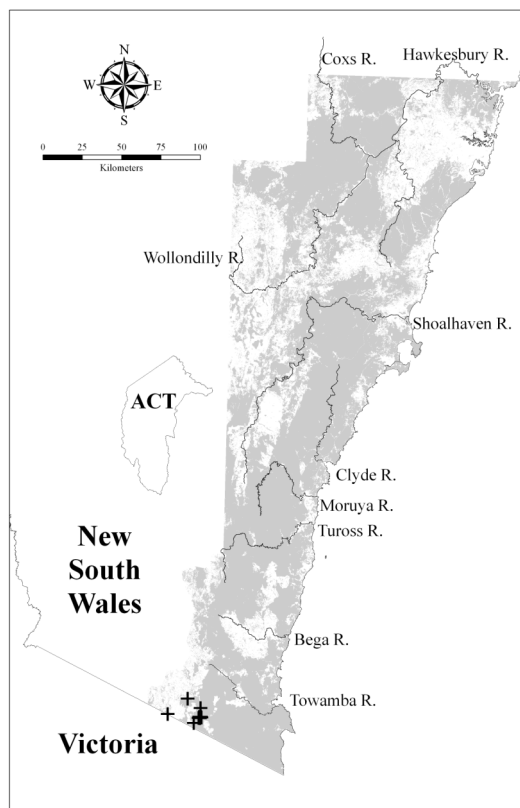 N
W E
S
0 25 50 75 100
Kilometers
Coxs R.
Hawkesbury R.
Wollondilly R.
Shoalhaven R.
ACT
Clyde R.
Moruya R.
Tuross R.
New
South
Wales
Bega R.
Towamba R.
Victoria